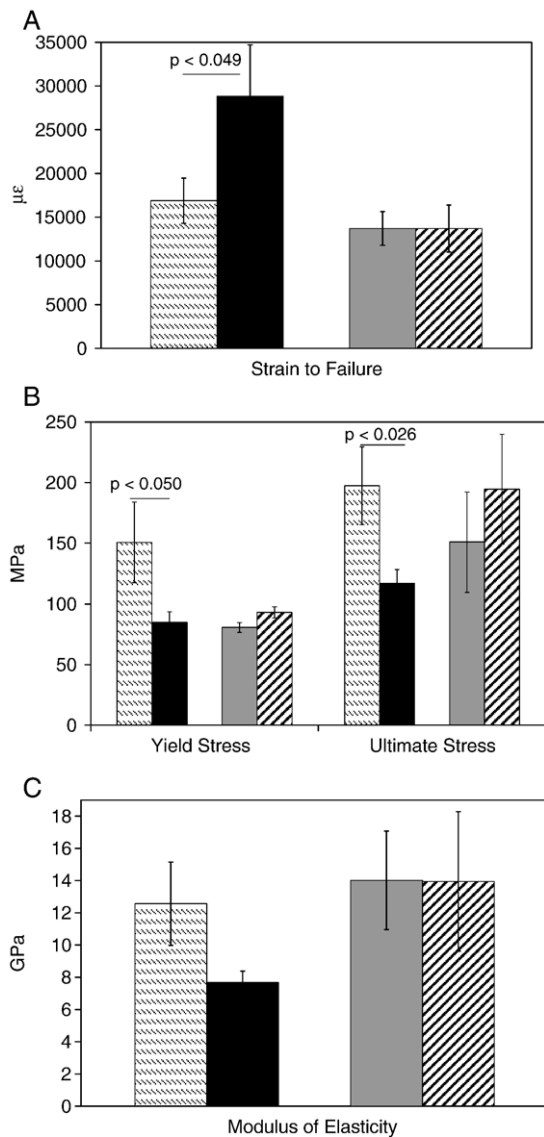 A
35000
30000
25000
20000
15000
10000
5000
0
με
p < 0.049
Strain to Failure
B
250
200
150
100
50
0
MPa
p < 0.050
p < 0.026
Yield Stress
Ultimate Stress
C
18
16
14
12
10
8
6
4
2
0
GPa
Modulus of Elasticity